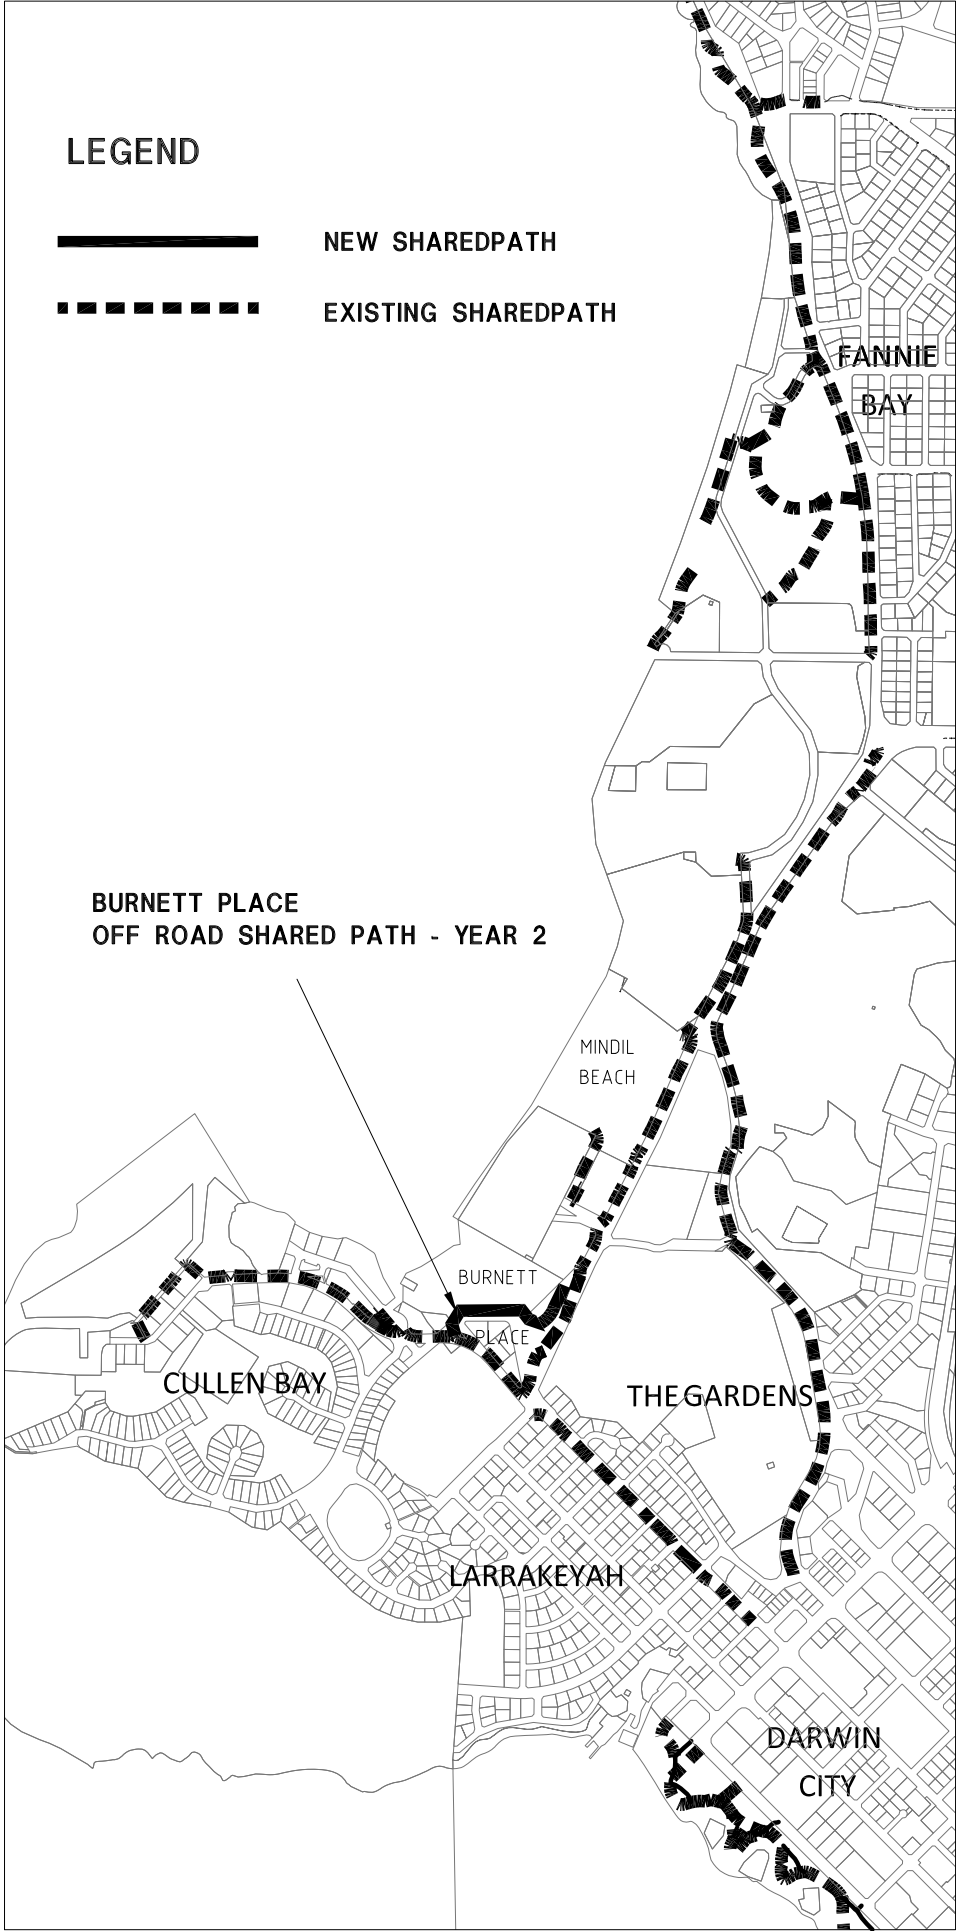 LEGEND
NEW SHAREDPATH
EXISTING SHAREDPATH
FANNIE
BAY
BURNETT PLACE
OFF ROAD SHARED PATH - YEAR 2
MINDIL
BEACH
BURNETT
PLACE
CULLEN BAY
THE GARDENS
LARRAKEYAH
DARWIN
CITY